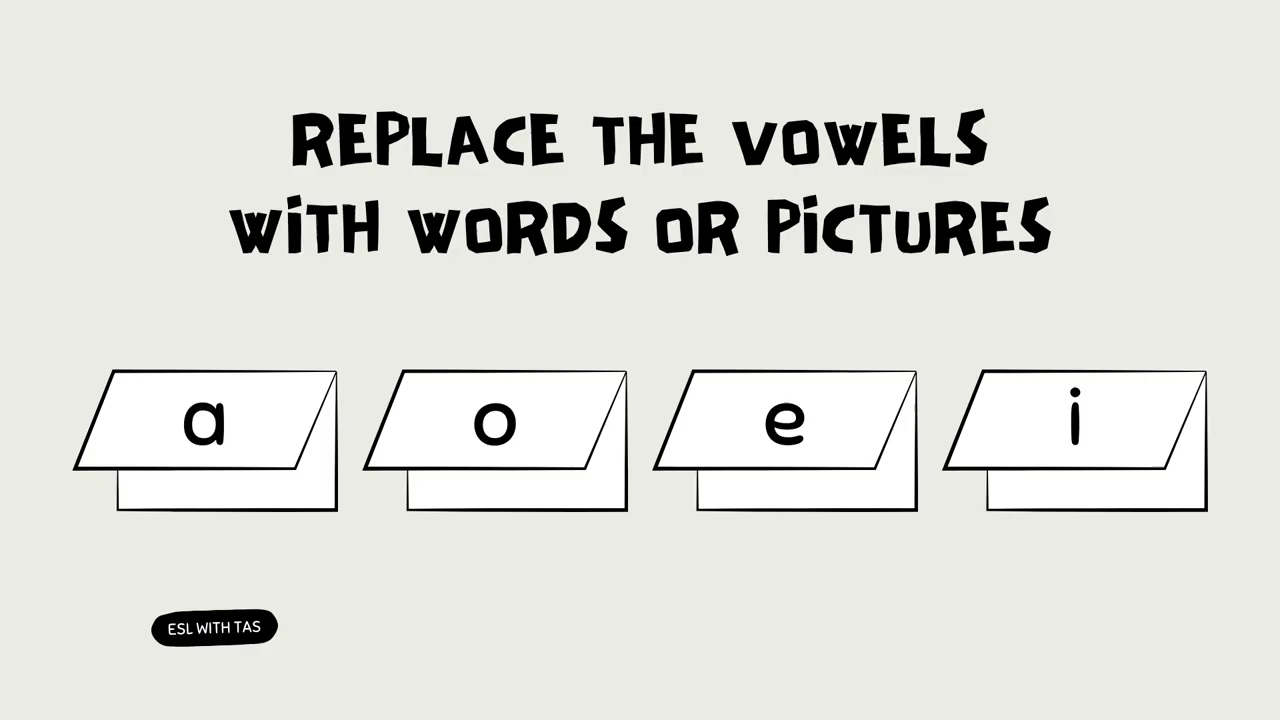 REPLACE THE VOWELS
WiTH WORDS OR PiCTURES
a o e i
ESL WITH TAS